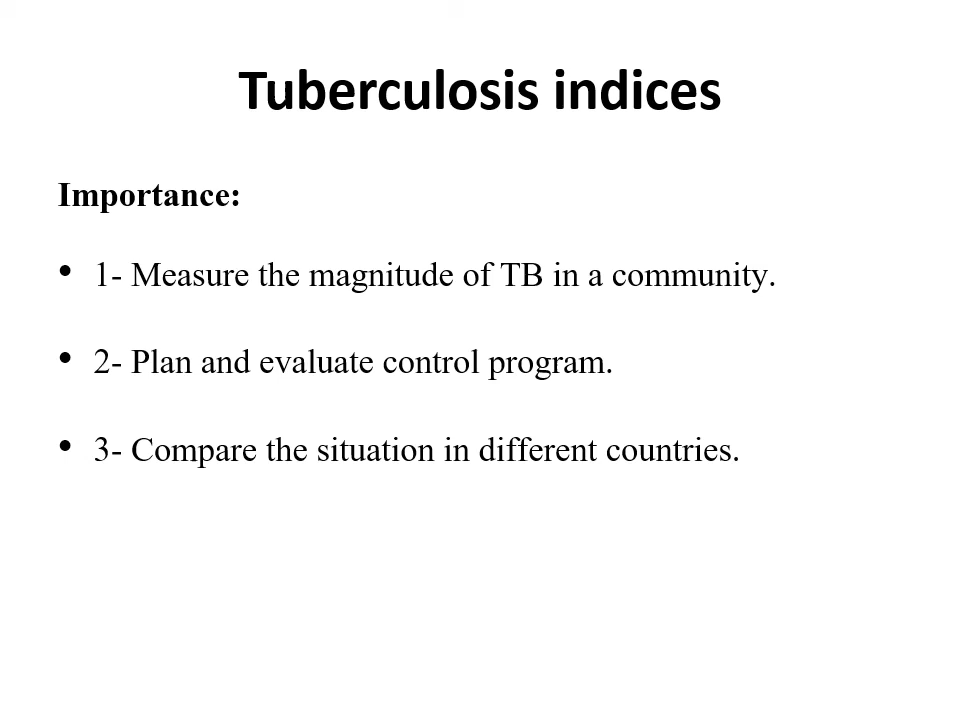 Tuberculosis indices
Importance:
• 1- Measure the magnitude of TB in a community.
• 2- Plan and evaluate control program.
• 3- Compare the situation in different countries.